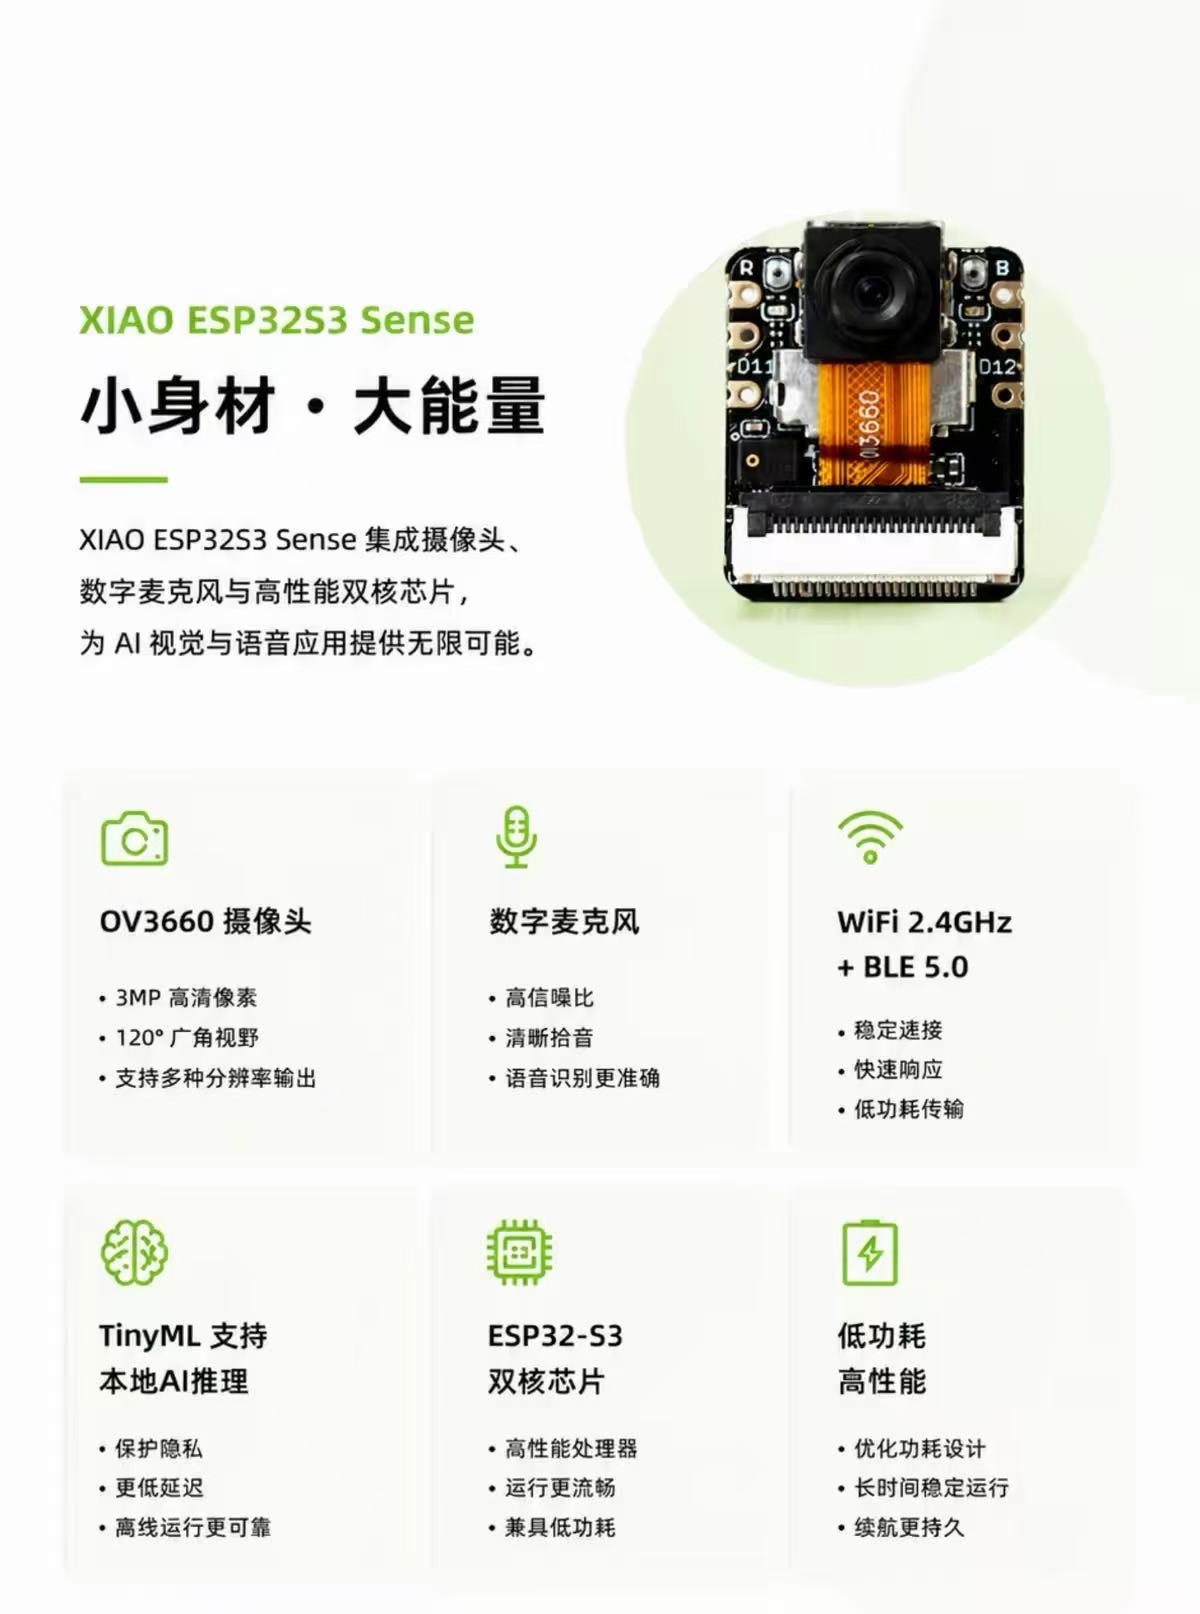 XIAO ESP32S3 Sense
小身材·大能量
XIAO ESP32S3 Sense 集成摄像头、
数字麦克风与高性能双核芯片，
为 AI 视觉与语音应用提供无限可能。
R
B
D11
D12
OV3660 摄像头
• 3MP 高清像素
• 120° 广角视野
• 支持多种分辨率输出
数字麦克风
• 高信噪比
• 清晰拾音
• 语音识别更准确
WiFi 2.4GHz
+ BLE 5.0
• 稳定连接
• 快速响应
• 低功耗传输
TinyML 支持
本地AI推理
• 保护隐私
• 更低延迟
• 离线运行更可靠
ESP32-S3
双核芯片
• 高性能处理器
• 运行更流畅
• 兼具低功耗
低功耗
高性能
• 优化功耗设计
• 长时间稳定运行
• 续航更持久